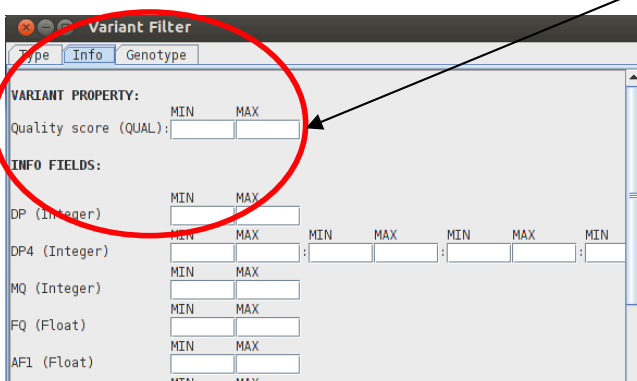 Variant Filter
Type Info Genotype
VARIANT PROPERTY:
MIN MAX
Quality score (QUAL):
INFO FIELDS:
MIN MAX
DP (Integer)
MIN MAX MIN MAX MIN MAX MIN
DP4 (Integer) : : :
MIN MAX
MQ (Integer)
MIN MAX
FQ (Float)
MIN MAX
AF1 (Float)
MIN MAX